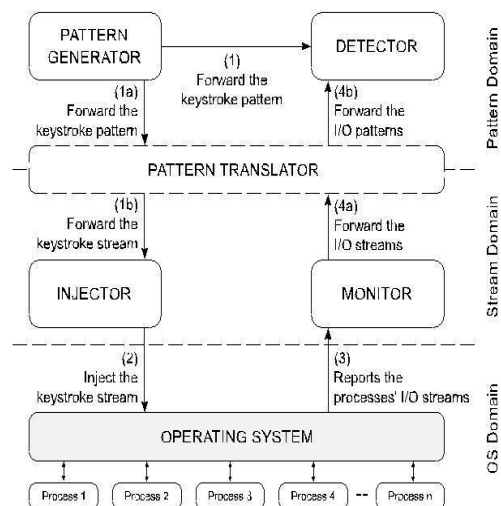 PATTERN
GENERATOR
DETECTOR
(1)
Forward the
keystroke pattern
(1a)
Forward the
keystroke pattern
(4b)
Forward the
I/O patterns
Pattern Domain
PATTERN TRANSLATOR
(1b)
Forward the
keystroke stream
(4a)
Forward the
I/O streams
Stream Domain
INJECTOR
MONITOR
(2)
Inject the
keystroke stream
(3)
Reports the
processes' I/O streams
OS Domain
OPERATING SYSTEM
Process 1
Process 2
Process 3
Process 4
Process n